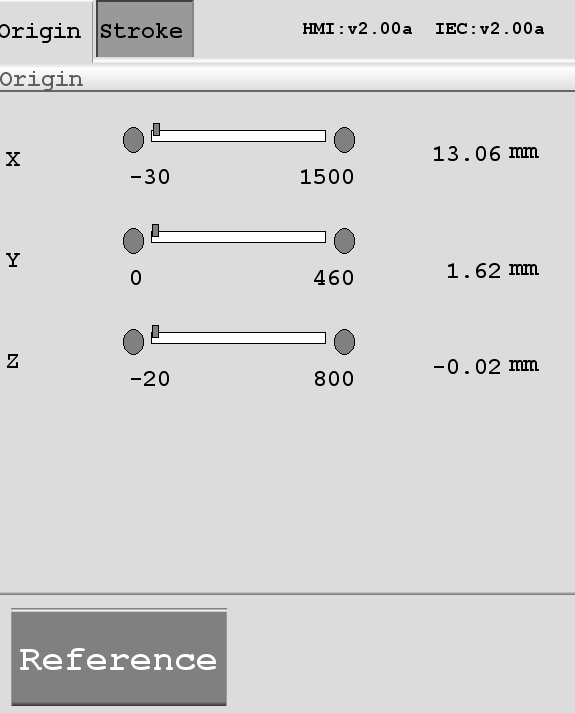 Origin Stroke HMI:v2.00a IEC:v2.00a
Origin
X 13.06 mm
-30 1500
Y 1.62 mm
0 460
Z -0.02 mm
-20 800
Reference